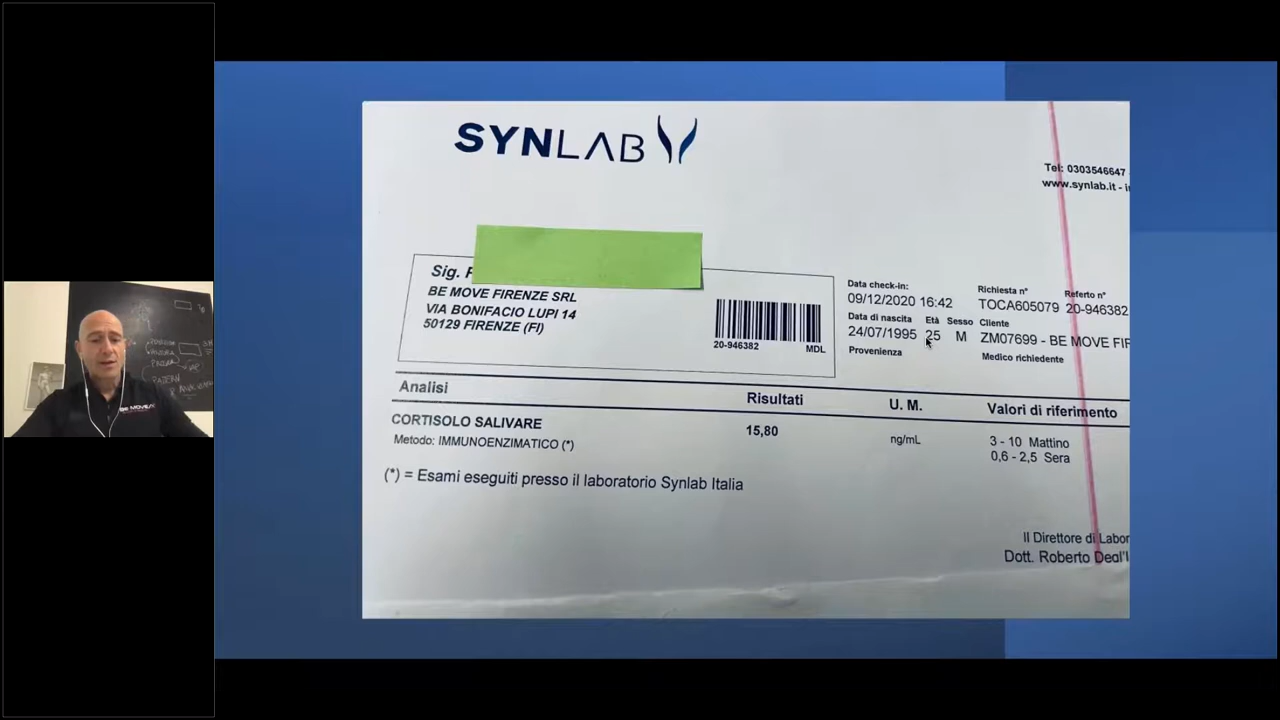 SYNLAB
Tel: 0303546647
www.synlab.it
Sig.
BE MOVE FIRENZE SRL
VIA BONIFACIO LUPI 14
50129 FIRENZE (FI)
20-946382 MDL
Data check-in: Richiesta n° Referto n°
09/12/2020 16:42 TOCA605079 20-946382
Data di nascita Età Sesso Cliente
24/07/1995 25 M ZM07699 - BE MOVE FIR
Provenienza Medico richiedente
Analisi Risultati U. M. Valori di riferimento
CORTISOLO SALIVARE 15,80 ng/mL 3 - 10 Mattino
Metodo: IMMUNOENZIMATICO (*) 0,6 - 2,5 Sera
(*) = Esami eseguiti presso il laboratorio Synlab Italia
Il Direttore di Labor
Dott. Roberto
BE MOVE